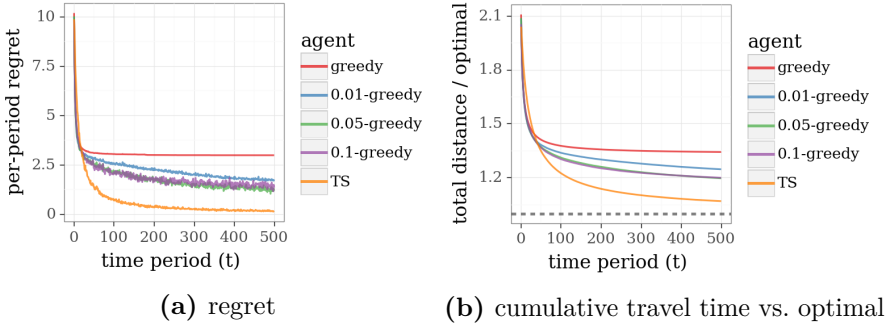 10
7.5
5.0
2.5
0
per-period regret
0 100 200 300 400 500
time period (t)
agent
greedy
0.01-greedy
0.05-greedy
0.1-greedy
TS
(a) regret
2.1
1.8
1.5
1.2
total distance / optimal
0 100 200 300 400 500
time period (t)
agent
greedy
0.01-greedy
0.05-greedy
0.1-greedy
TS
(b) cumulative travel time vs. optimal